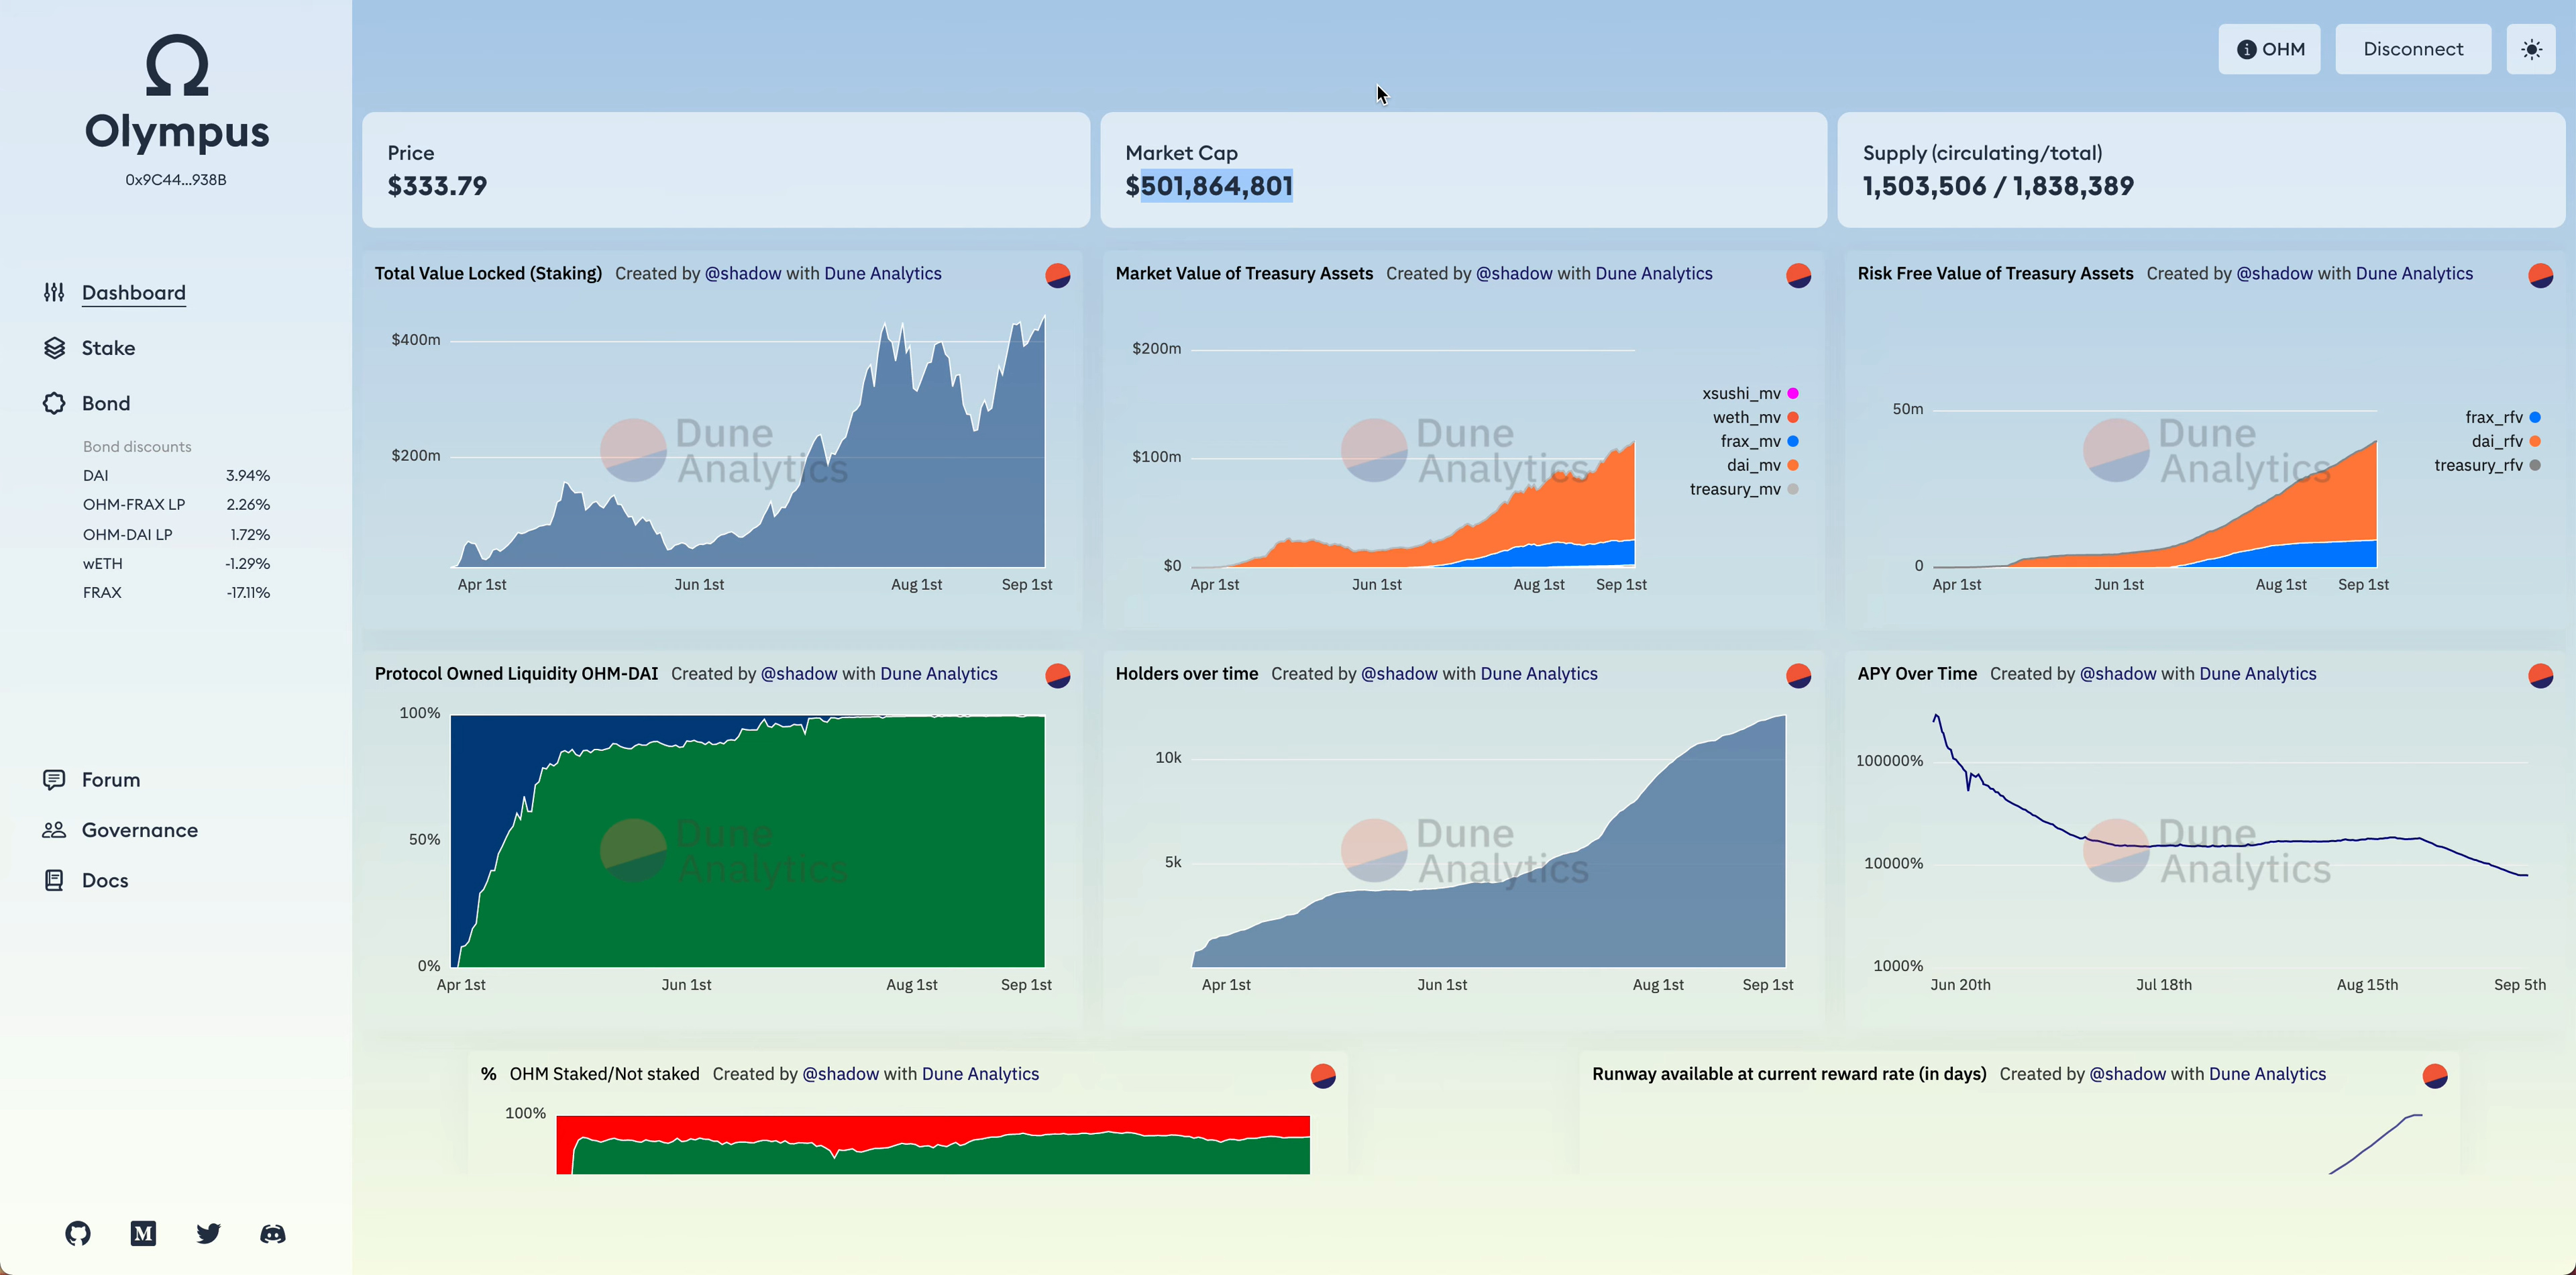 Olympus
0x9C44...938B
Dashboard
Stake
Bond
Bond discounts
DAI 3.94%
OHM-FRAX LP 2.26%
OHM-DAI LP 1.72%
wETH -1.29%
FRAX -17.11%
Forum
Governance
Docs
OHM Disconnect
Price
$333.79
Market Cap
$501,864,801
Supply (circulating/total)
1,503,506 / 1,838,389
Total Value Locked (Staking) Created by @shadow with Dune Analytics
$400m
$200m
Dune
Analytics
Apr 1st Jun 1st Aug 1st Sep 1st
Market Value of Treasury Assets Created by @shadow with Dune Analytics
$200m
$100m
$0
Dune
Analytics
xsushi_mv
weth_mv
frax_mv
dai_mv
treasury_mv
Apr 1st Jun 1st Aug 1st Sep 1st
Risk Free Value of Treasury Assets Created by @shadow with Dune Analytics
50m
0
Dune
Analytics
frax_rfv
dai_rfv
treasury_rfv
Apr 1st Jun 1st Aug 1st Sep 1st
Protocol Owned Liquidity OHM-DAI Created by @shadow with Dune Analytics
100%
50%
0%
Dune
Analytics
Apr 1st Jun 1st Aug 1st Sep 1st
Holders over time Created by @shadow with Dune Analytics
10k
5k
Dune
Analytics
Apr 1st Jun 1st Aug 1st Sep 1st
APY Over Time Created by @shadow with Dune Analytics
100000%
10000%
1000%
Dune
Analytics
Jun 20th Jul 18th Aug 15th Sep 5th
% OHM Staked/Not staked Created by @shadow with Dune Analytics
100%
Runway available at current reward rate (in days) Created by @shadow with Dune Analytics